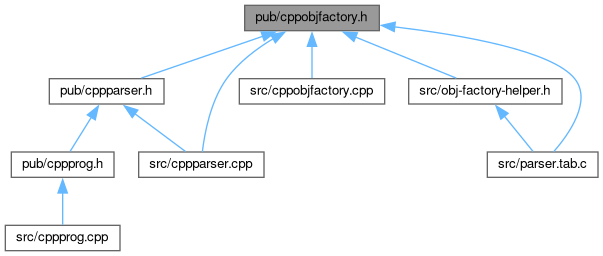 pub/cppobjfactory.h
pub/cppparser.h
src/cppobjfactory.cpp
src/obj-factory-helper.h
pub/cppprog.h
src/cppparser.cpp
src/parser.tab.c
src/cppprog.cpp